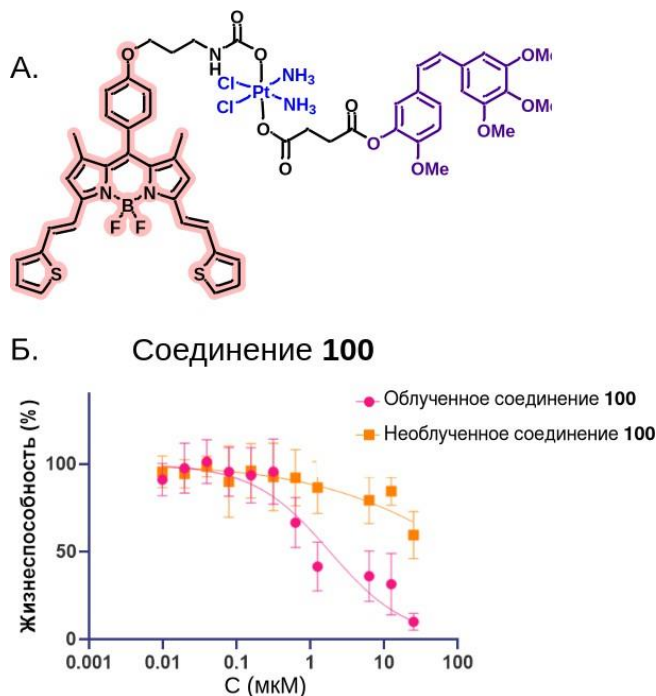 А.
O
O
N
H
O
Cl
NH₃
Pt
Cl
NH₃
O
O
O
O
OMe
OMe
OMe
OMe
N
N
B
F
F
S
S
Б. Соединение 100
Облученное соединение 100
Необлученное соединение 100
Жизнеспособность (%)
100
50
0
0.001 0.01 0.1 1 10 100
С (мкМ)